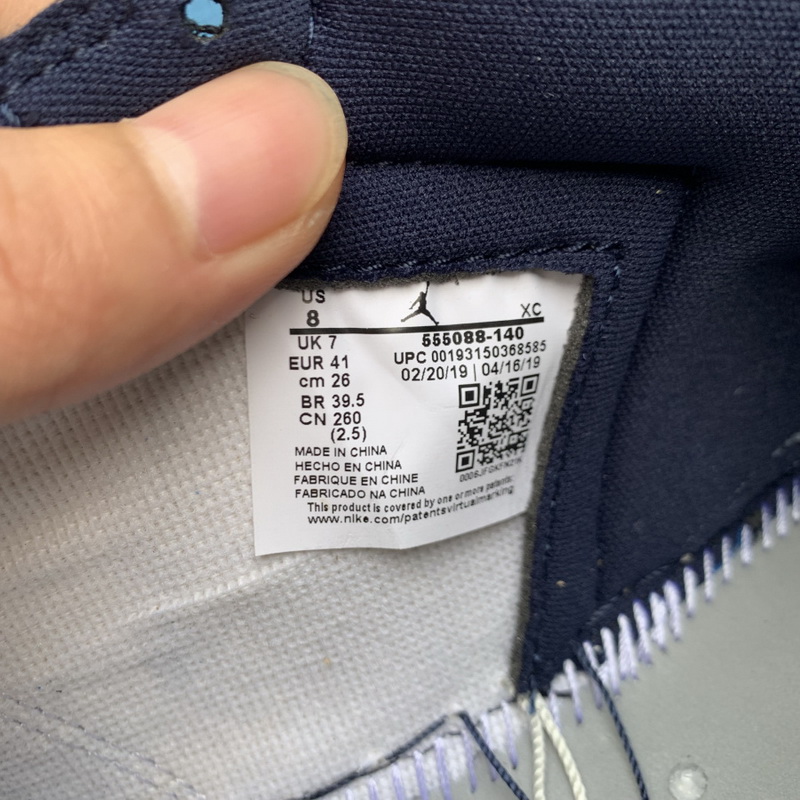 US
8
XC
UK 7
555088-140
EUR 41
UPC 00193150368585
cm 26
02/20/19 | 04/16/19
BR 39.5
CN 260
(2.5)
MADE IN CHINA
HECHO EN CHINA
FABRIQUE EN CHINE
FABRICADO NA CHINA
This product is covered by one or more patents:
www.nike.com/patentsvirtualmarking